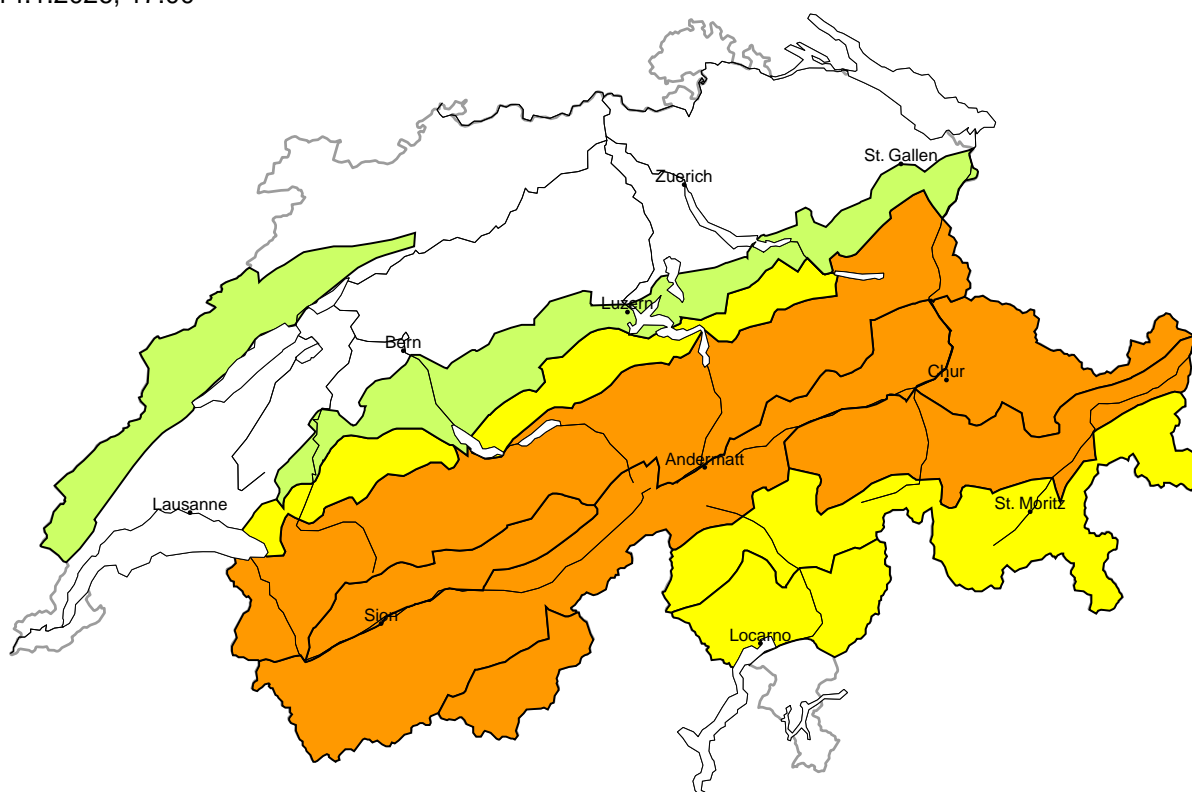 St. Gallen
Zuerich
Luzern
Bern
Chur
Andermatt
Lausanne
St. Moritz
Sion
Locarno